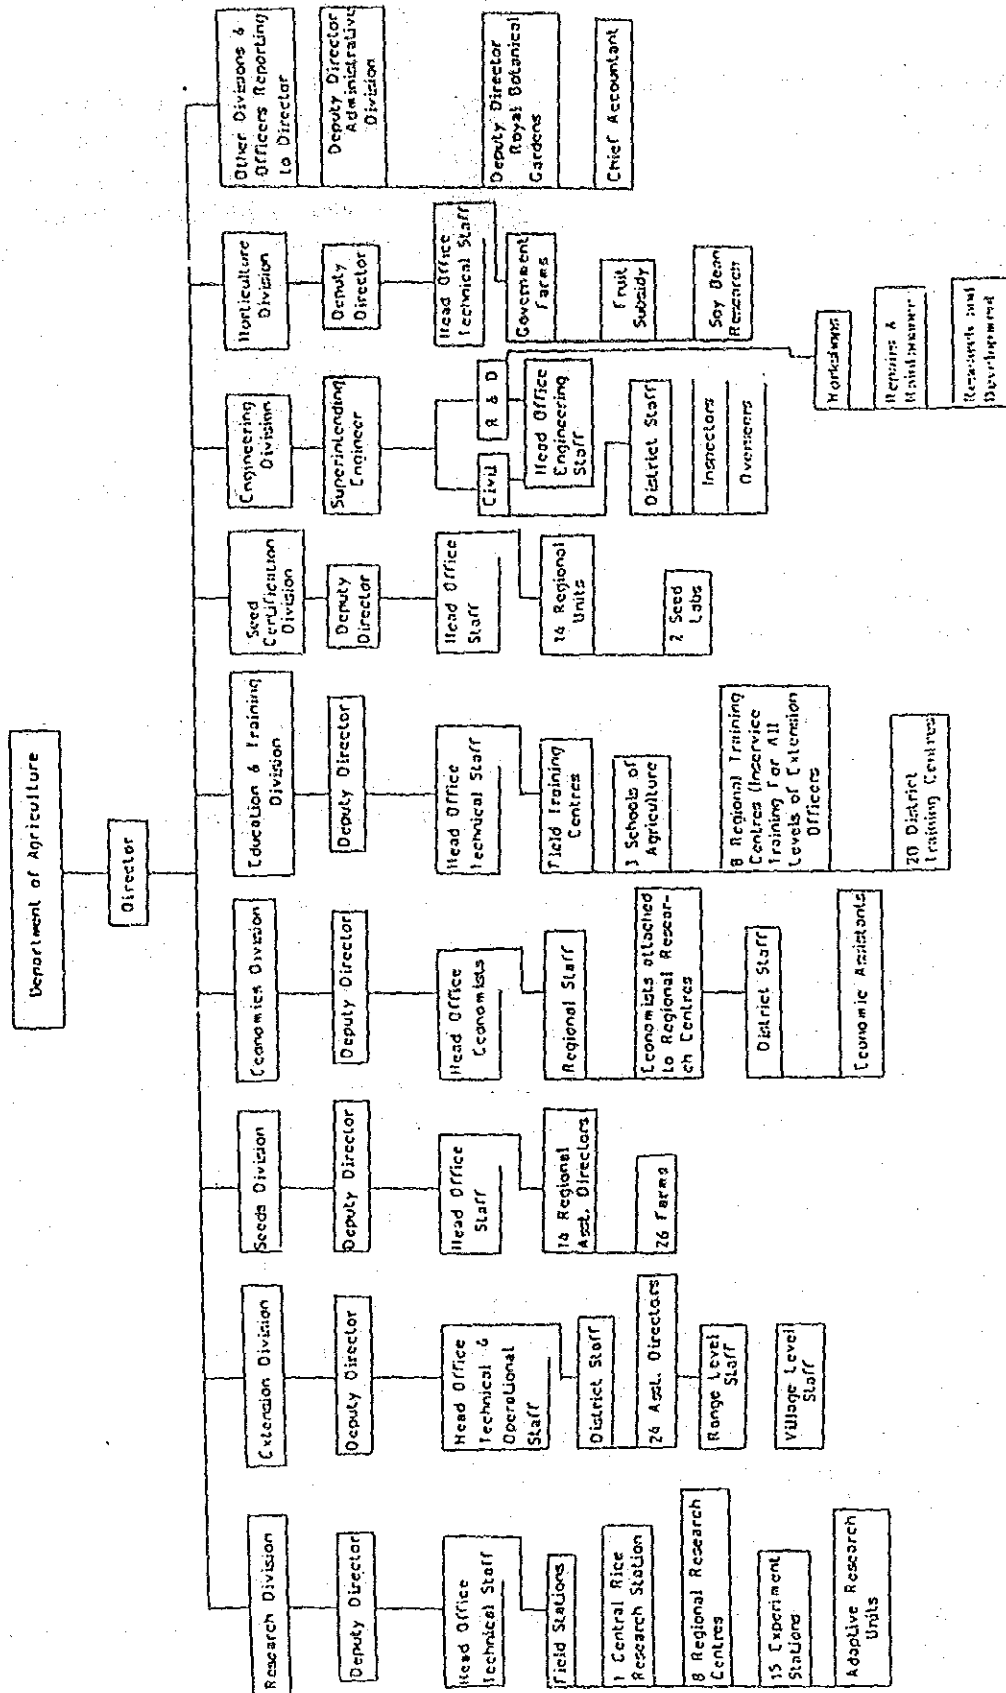 Department of Agriculture
Director
Research Division
Deputy Director
Head Office
Technical Staff
Field Stations
1 Central Rice
Research Station
8 Regional Research
Centres
15 Experiment
Stations
Adaptive Research
Units
Extension Division
Deputy Director
Head Office
Technical &
Operational
Staff
District Staff
24 Asst. Directors
Range Level
Staff
Village Level
Staff
Seeds Division
Deputy Director
Head Office
Staff
14 Regional
Asst. Directors
26 Farms
Economics Division
Deputy Director
Head Office
Economists
Regional Staff
Economists attached
to Regional Resear-
ch Centres
District Staff
Economic Assistants
Education & Training
Division
Deputy Director
Head Office
Technical Staff
Field Training
Centres
3 Schools of
Agriculture
8 Regional Training
Centres (Inservice
Training For All
Levels of Extension
Officers
20 District
Training Centres
Seed
Certification
Division
Deputy
Director
Head Office
Staff
14 Regional
Units
2 Seed
Labs
Engineering
Division
Superintending
Engineer
Civil
R & D
Head Office
Engineering
Staff
District Staff
Inspectors
Overseers
Workshops
Repairs &
Maintenance
Research and
Development
Horticulture
Division
Deputy
Director
Head Office
Technical Staff
Government
Farms
Fruit
Subsidy
Soy Bean
Research
Other Divisions &
Officers Reporting
to Director
Deputy Director
Administrative
Division
Deputy Director
Royal Botanical
Gardens
Chief Accountant